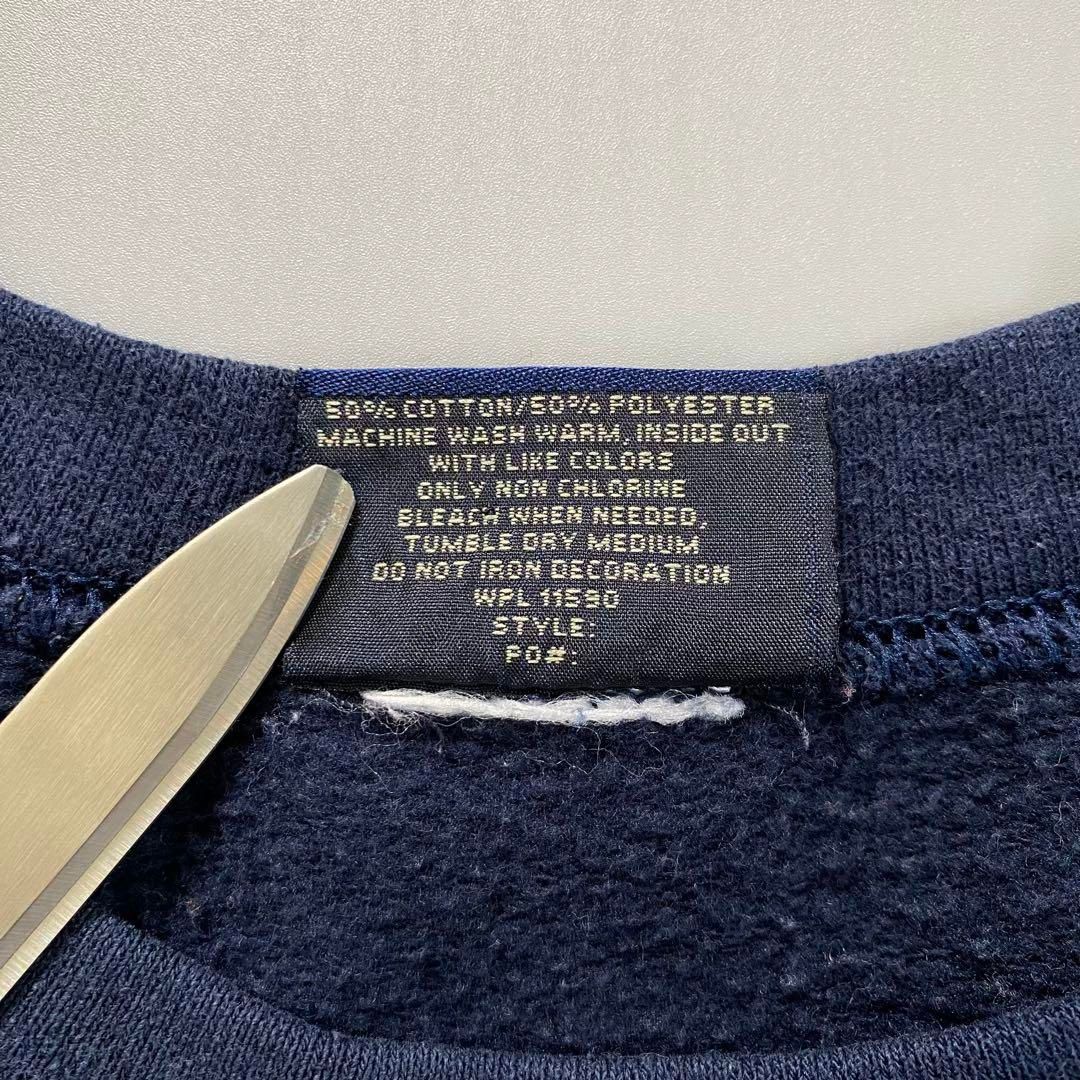 50% COTTON/50% POLYESTER
MACHINE WASH WARM, INSIDE OUT
WITH LIKE COLORS
ONLY NON CHLORINE
BLEACH WHEN NEEDED,
TUMBLE DRY MEDIUM
DO NOT IRON DECORATION
WPL 11590
STYLE:
PO#: